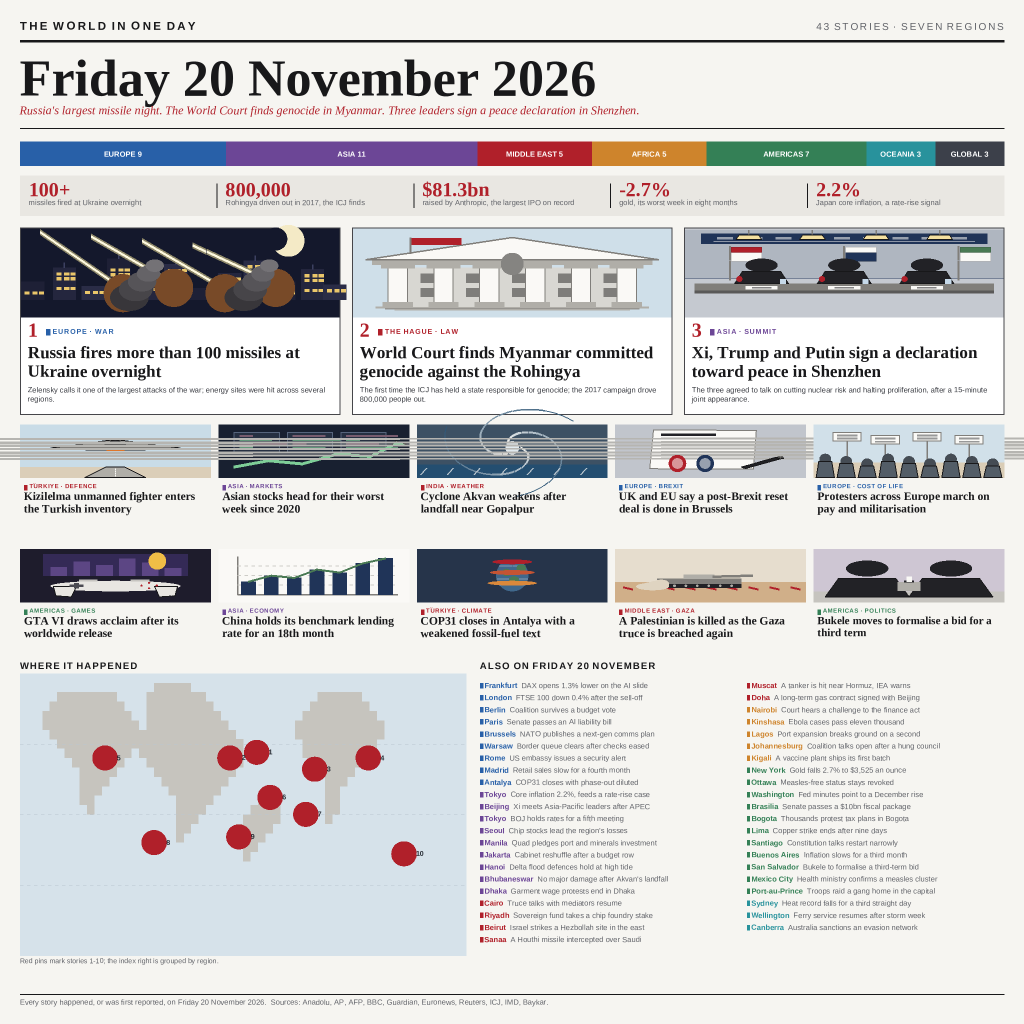 THE WORLD IN ONE DAY
43 STORIES · SEVEN REGIONS
Friday 20 November 2026
Russia's largest missile night. The World Court finds genocide in Myanmar. Three leaders sign a peace declaration in Shenzhen.
EUROPE 9
ASIA 11
MIDDLE EAST 5
AFRICA 5
AMERICAS 7
OCEANIA 3
GLOBAL 3
100+
missiles fired at Ukraine overnight
800,000
Rohingya driven out in 2017, the ICJ finds
$81.3bn
raised by Anthropic, the largest IPO on record
-2.7%
gold, its worst week in eight months
2.2%
Japan core inflation, a rate-rise signal
1 EUROPE · WAR
Russia fires more than 100 missiles at
Ukraine overnight
Zelensky calls it one of the largest attacks of the war; energy sites were hit across several
regions.
2 THE HAGUE · LAW
World Court finds Myanmar committed
genocide against the Rohingya
The first time the ICJ has held a state responsible for genocide; the 2017 campaign drove
800,000 people out.
3 ASIA · SUMMIT
Xi, Trump and Putin sign a declaration
toward peace in Shenzhen
The three agreed to talk on cutting nuclear risk and halting proliferation, after a 15-minute
joint appearance.
TÜRKIYE · DEFENCE
Kizilelma unmanned fighter enters
the Turkish inventory
ASIA · MARKETS
Asian stocks head for their worst
week since 2020
INDIA · WEATHER
Cyclone Akvan weakens after
landfall near Gopalpur
EUROPE · BREXIT
UK and EU say a post-Brexit reset
deal is done in Brussels
EUROPE · COST OF LIFE
Protesters across Europe march on
pay and militarisation
AMERICAS · GAMES
GTA VI draws acclaim after its
worldwide release
ASIA · ECONOMY
China holds its benchmark lending
rate for an 18th month
TÜRKIYE · CLIMATE
COP31 closes in Antalya with a
weakened fossil-fuel text
MIDDLE EAST · GAZA
A Palestinian is killed as the Gaza
truce is breached again
AMERICAS · POLITICS
Bukele moves to formalise a bid for a
third term
WHERE IT HAPPENED
1
3
4
6
7
8
9
10
Red pins mark stories 1-10; the index right is grouped by region.
ALSO ON FRIDAY 20 NOVEMBER
Frankfurt DAX opens 1.3% lower on the AI slide
London FTSE 100 down 0.4% after the sell-off
Berlin Coalition survives a budget vote
Paris Senate passes an AI liability bill
Brussels NATO publishes a next-gen comms plan
Warsaw Border queue clears after checks eased
Rome US embassy issues a security alert
Madrid Retail sales slow for a fourth month
Antalya COP31 closes with phase-out diluted
Tokyo Core inflation 2.2%, feeds a rate-rise case
Beijing Xi meets Asia-Pacific leaders after APEC
Tokyo BOJ holds rates for a fifth meeting
Seoul Chip stocks lead the region's losses
Manila Quad pledges port and minerals investment
Jakarta Cabinet reshuffle after a budget row
Hanoi Delta flood defences hold at high tide
Bhubaneswar No major damage after Akvan's landfall
Dhaka Garment wage protests end in Dhaka
Cairo Truce talks with mediators resume
Riyadh Sovereign fund takes a chip foundry stake
Beirut Israel strikes a Hezbollah site in the east
Sanaa A Houthi missile intercepted over Saudi
Muscat A tanker is hit near Hormuz, IEA warns
Doha A long-term gas contract signed with Beijing
Nairobi Court hears a challenge to the finance act
Kinshasa Ebola cases pass eleven thousand
Lagos Port expansion breaks ground on a second
Johannesburg Coalition talks open after a hung council
Kigali A vaccine plant ships its first batch
New York Gold falls 2.7% to $3,525 an ounce
Ottawa Measles-free status stays revoked
Washington Fed minutes point to a December rise
Brasilia Senate passes a $10bn fiscal package
Bogota Thousands protest tax plans in Bogota
Lima Copper strike ends after nine days
Santiago Constitution talks restart narrowly
Buenos Aires Inflation slows for a third month
San Salvador Bukele to formalise a third-term bid
Mexico City Health ministry confirms a measles cluster
Port-au-Prince Troops raid a gang home in the capital
Sydney Heat record falls for a third straight day
Wellington Ferry service resumes after storm week
Canberra Australia sanctions an evasion network
Every story happened, or was first reported, on Friday 20 November 2026. Sources: Anadolu, AP, AFP, BBC, Guardian, Euronews, Reuters, ICJ, IMD, Baykar.